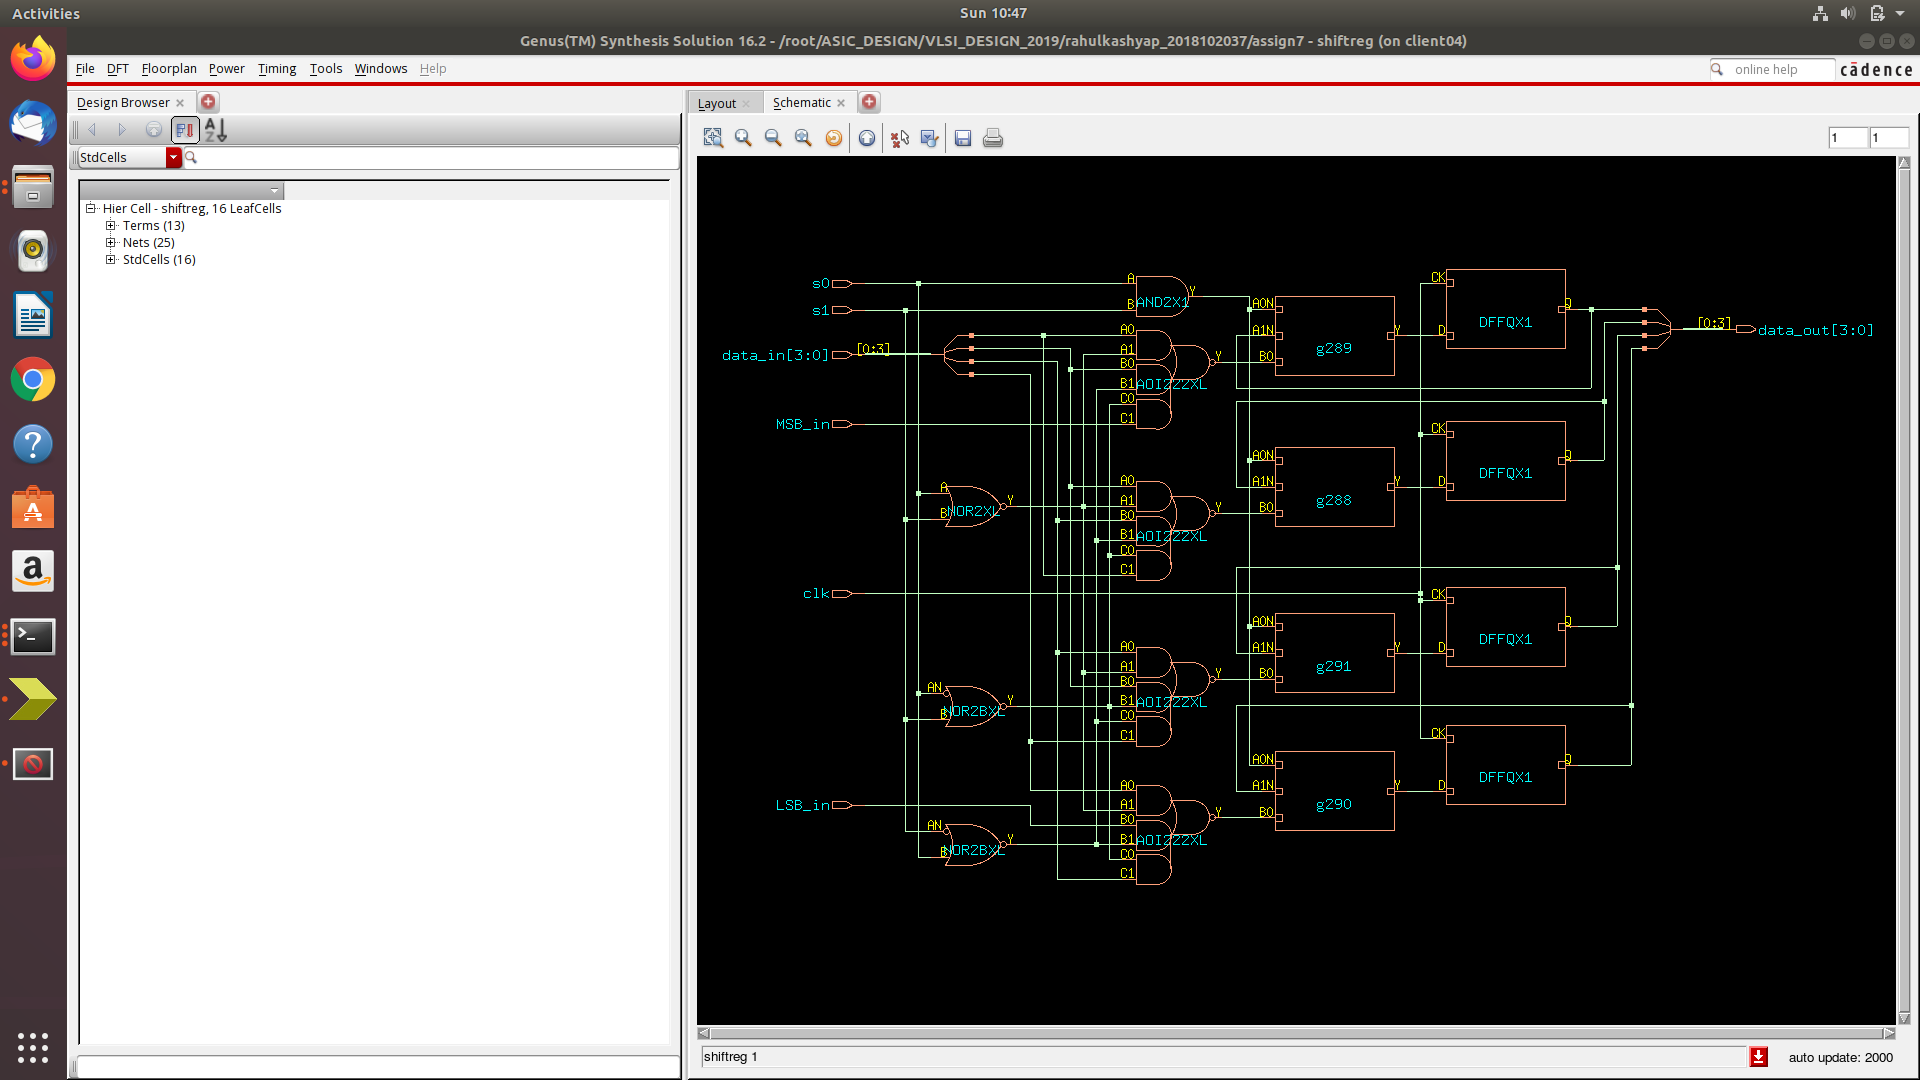 Activities
Sun 10:47
Genus(TM) Synthesis Solution 16.2 - /root/ASIC_DESIGN/VLSI_DESIGN_2019/rahulkashyap_2018102037/assign7 - shiftreg (on client04)
File DFT Floorplan Power Timing Tools Windows Help
online help
cādence
Design Browser
Layout
Schematic
1 1
StdCells
Hier Cell - shiftreg, 16 LeafCells
Terms (13)
Nets (25)
StdCells (16)
s0
s1
data_in[3:0]
[0:3]
MSB_in
clk
LSB_in
A
B
Y
NOR2XL
AN
B
Y
NOR2BXL
AN
B
Y
NOR2BXL
A
B
Y
AND2X1
A0
A1
B0
B1
C0
C1
Y
AOI222XL
A0
A1
B0
B1
C0
C1
Y
AOI222XL
A0
A1
B0
B1
C0
C1
Y
AOI222XL
A0
A1
B0
B1
C0
C1
Y
AOI222XL
A0N
A1N
B0
Y
g289
A0N
A1N
B0
Y
g288
A0N
A1N
B0
Y
g291
A0N
A1N
B0
Y
g290
CK
D
Q
DFFQX1
CK
D
Q
DFFQX1
CK
D
Q
DFFQX1
CK
D
Q
DFFQX1
[0:3]
data_out[3:0]
shiftreg 1
auto update: 2000